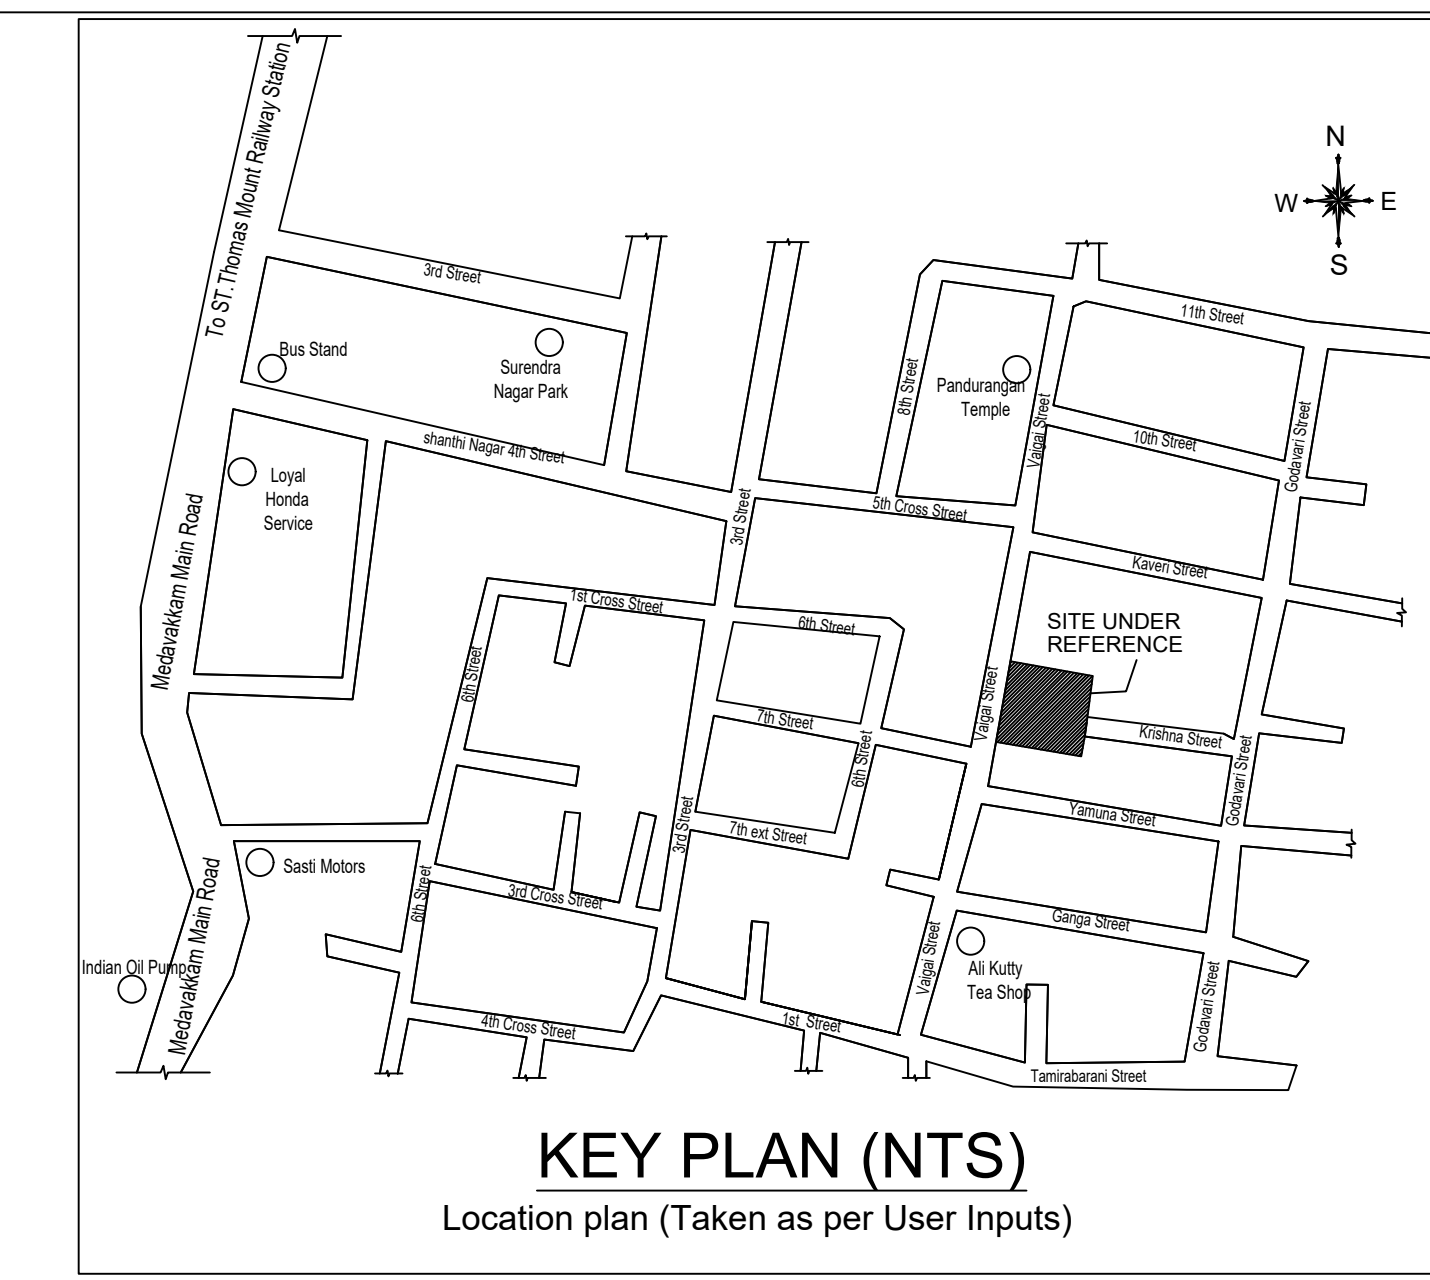 To ST.Thomas Mount Railway Station
N
W
E
S
3rd Street
11th Street
Bus Stand
Surendra
Nagar Park
8th Street
Pandurangan
Temple
Vaigai Street
10th Street
Godavari Street
shanthi Nagar 4th Street
Loyal
Honda
Service
3rd Street
5th Cross Street
Medavakkam Main Road
Kaveri Street
1st Cross Street
6th Street
SITE UNDER
REFERENCE
6th Street
Vaigai Street
7th Street
6th Street
Krishna Street
Godavari Street
3rd Street
7th ext Street
Yamuna Street
Sasti Motors
6th Street
3rd Cross Street
Medavakkam Main Road
Ganga Street
Vaigai Street
Indian Oil Pump
Ali Kutty
Tea Shop
Godavari Street
4th Cross Street
1st Street
Tamirabarani Street
KEY PLAN (NTS)
Location plan (Taken as per User Inputs)